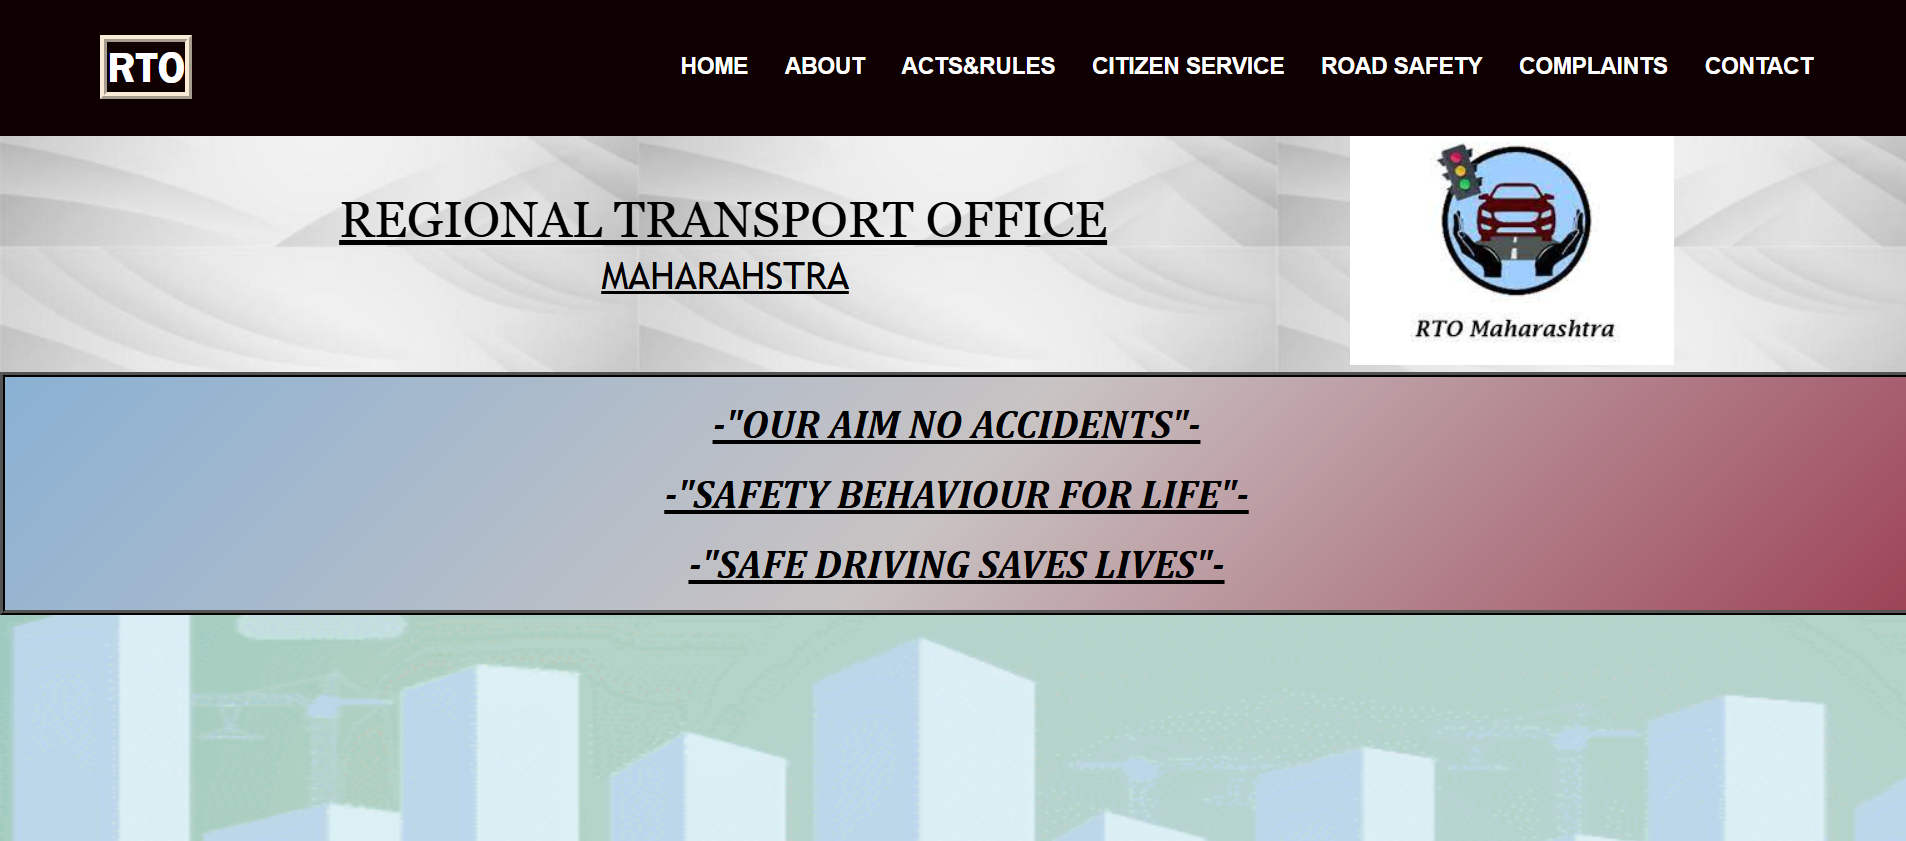 RTO
HOME ABOUT ACTS&RULES CITIZEN SERVICE ROAD SAFETY COMPLAINTS CONTACT
REGIONAL TRANSPORT OFFICE
MAHARAHSTRA
RTO Maharashtra
-"OUR AIM NO ACCIDENTS"-
-"SAFETY BEHAVIOUR FOR LIFE"-
-"SAFE DRIVING SAVES LIVES"-